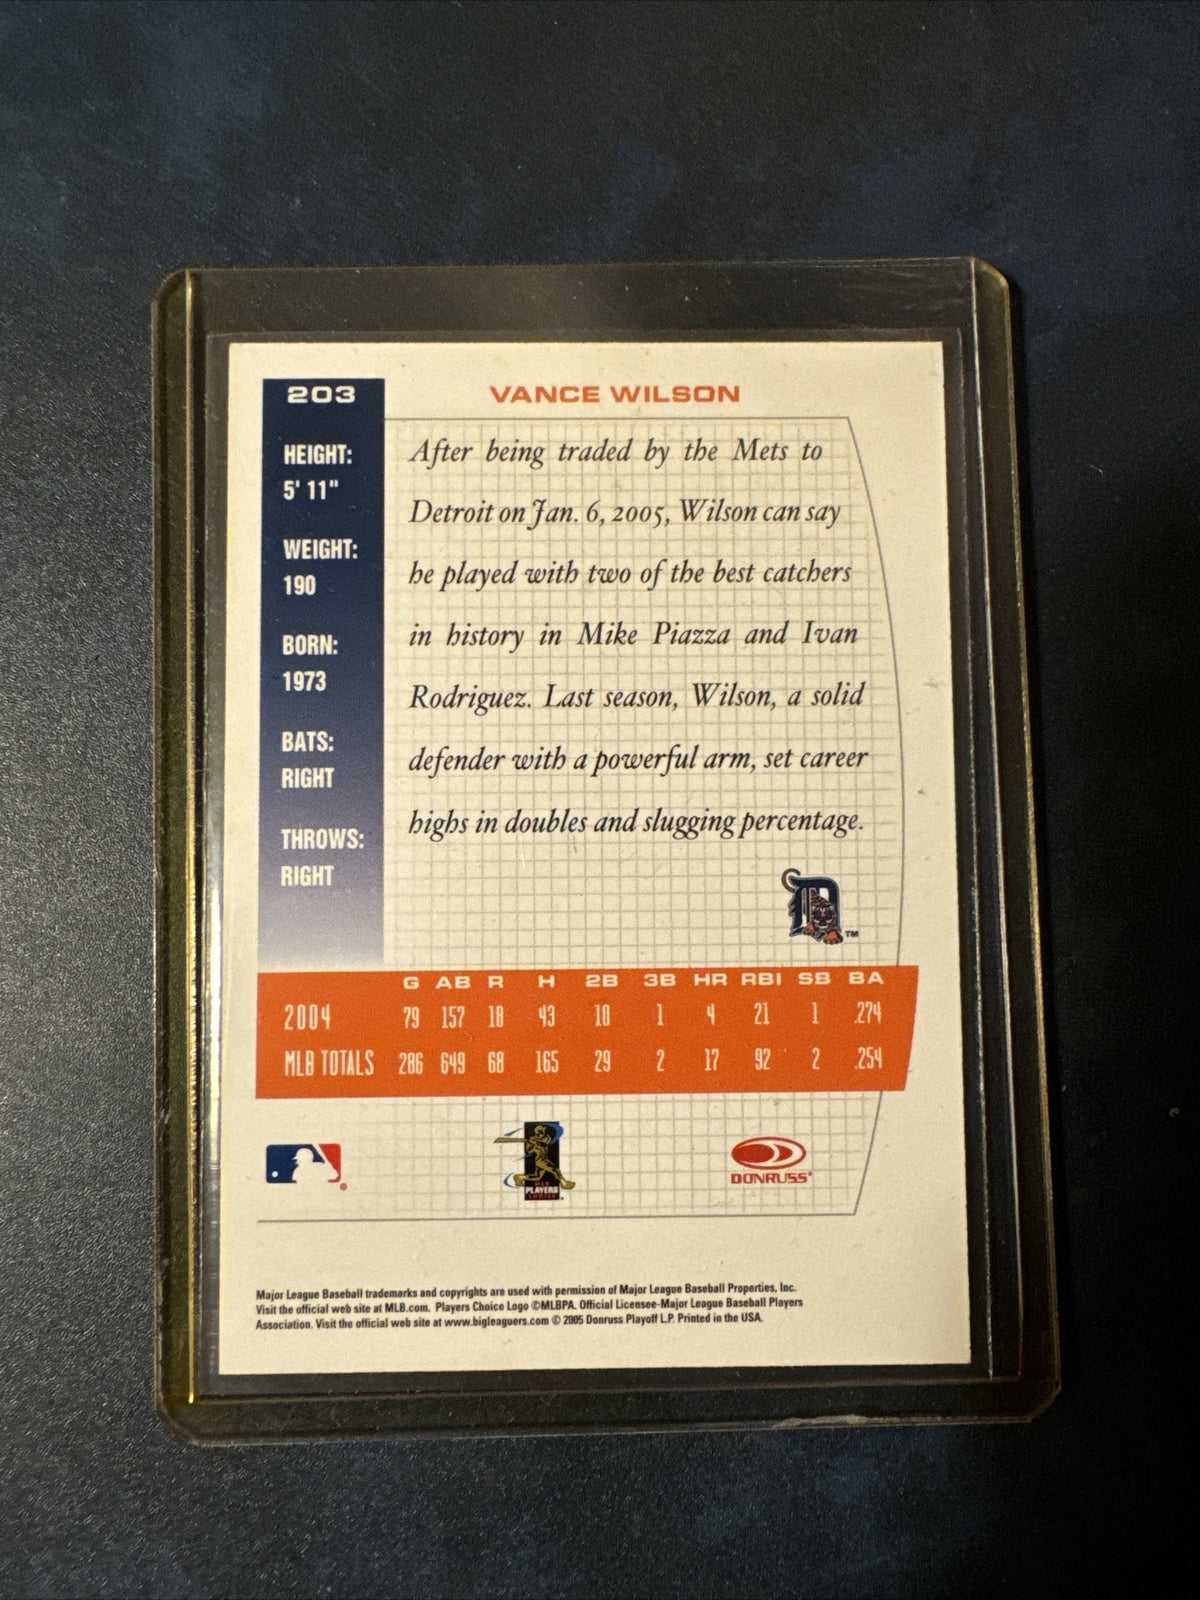 203
VANCE WILSON
HEIGHT:
5' 11"
WEIGHT:
190
BORN:
1973
BATS:
RIGHT
THROWS:
RIGHT
After being traded by the Mets to
Detroit on Jan. 6, 2005, Wilson can say
he played with two of the best catchers
in history in Mike Piazza and Ivan
Rodriguez. Last season, Wilson, a solid
defender with a powerful arm, set career
highs in doubles and slugging percentage.
D TM
G AB R H 2B 3B HR RBI SB BA
2004 79 157 18 43 10 1 4 21 1 .274
MLB TOTALS 286 649 68 165 29 2 17 92 2 .254
PLAYERS
CHOICE
DONRUSS®
Major League Baseball trademarks and copyrights are used with permission of Major League Baseball Properties, Inc.
Visit the official web site at MLB.com. Players Choice Logo ©MLBPA. Official Licensee-Major League Baseball Players
Association. Visit the official web site at www.bigleaguers.com © 2005 Donruss Playoff L.P. Printed in the USA.